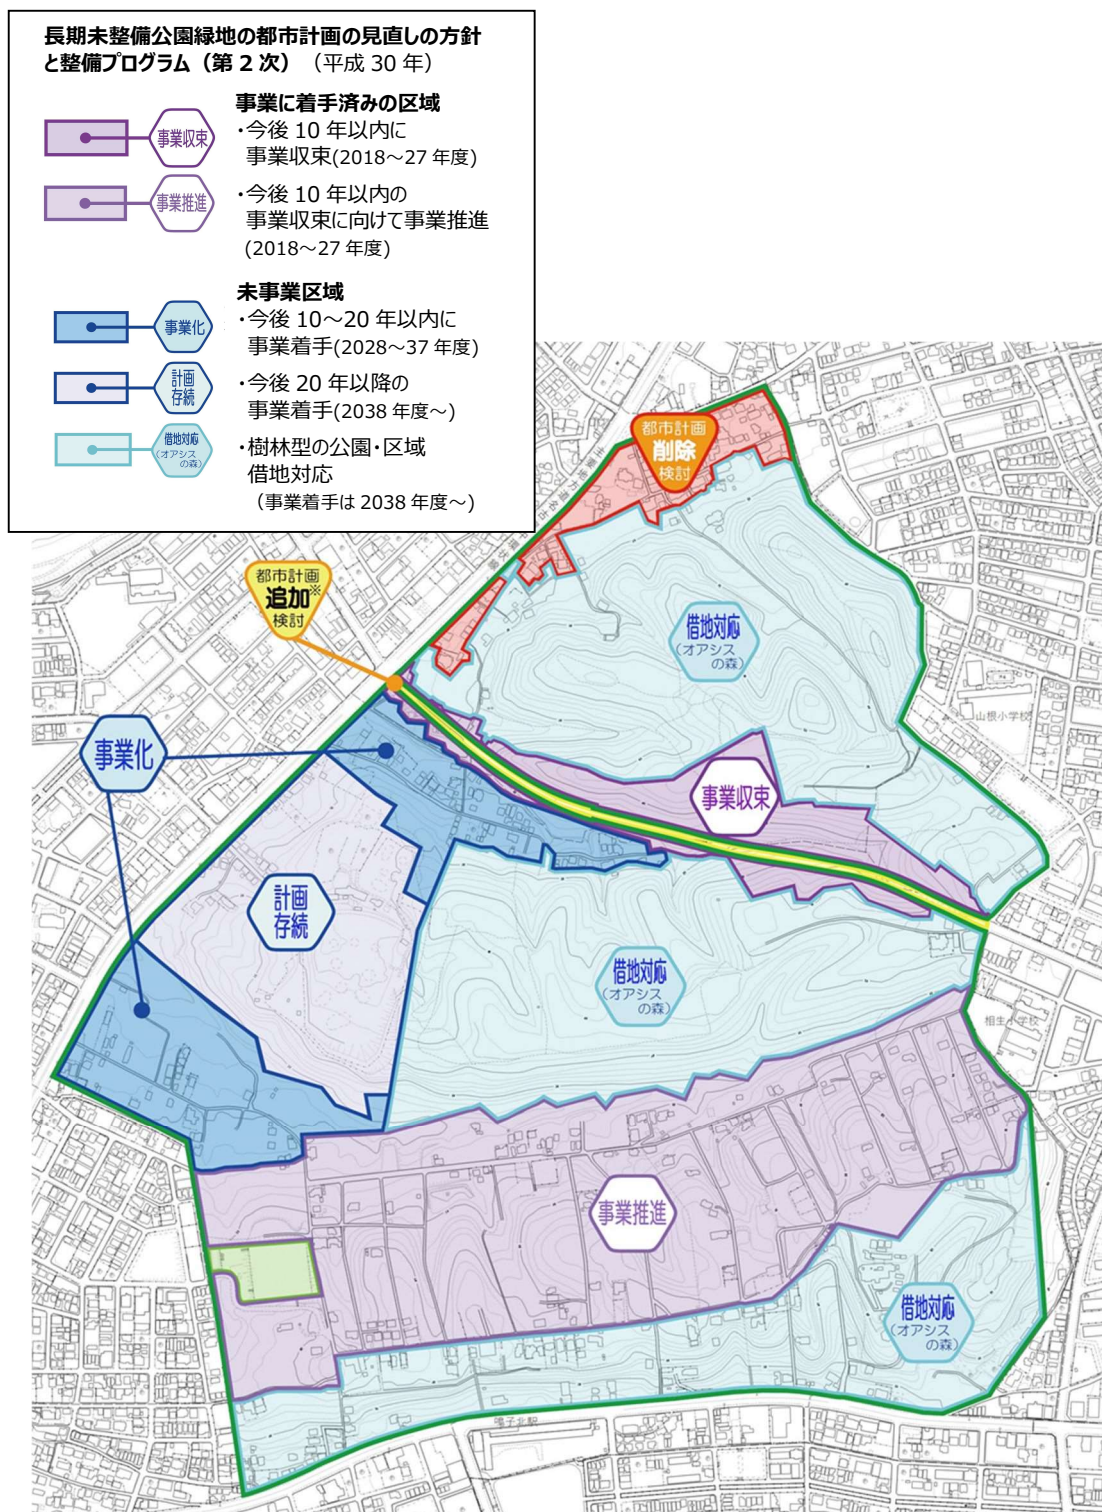 長期未整備公園緑地の都市計画の見直しの方針
と整備プログラム（第２次）（平成 30 年）
事業に着手済みの区域
事業収束
・今後 10 年以内に
事業収束(2018～27 年度)
事業推進
・今後 10 年以内の
事業収束に向けて事業推進
(2018～27 年度)
未事業区域
事業化
・今後 10～20 年以内に
事業着手(2028～37 年度)
計画
存続
・今後 20 年以降の
事業着手(2038 年度～)
借地対応
(オアシス
の森)
・樹林型の公園・区域
借地対応
（事業着手は 2038 年度～）
都市計画
削除
検討
都市計画
追加※
検討
借地対応
(オアシス
の森)
山根小学校
事業化
事業収束
計画
存続
借地対応
(オアシス
の森)
相生小学校
事業推進
借地対応
(オアシス
の森)
鳴子北駅